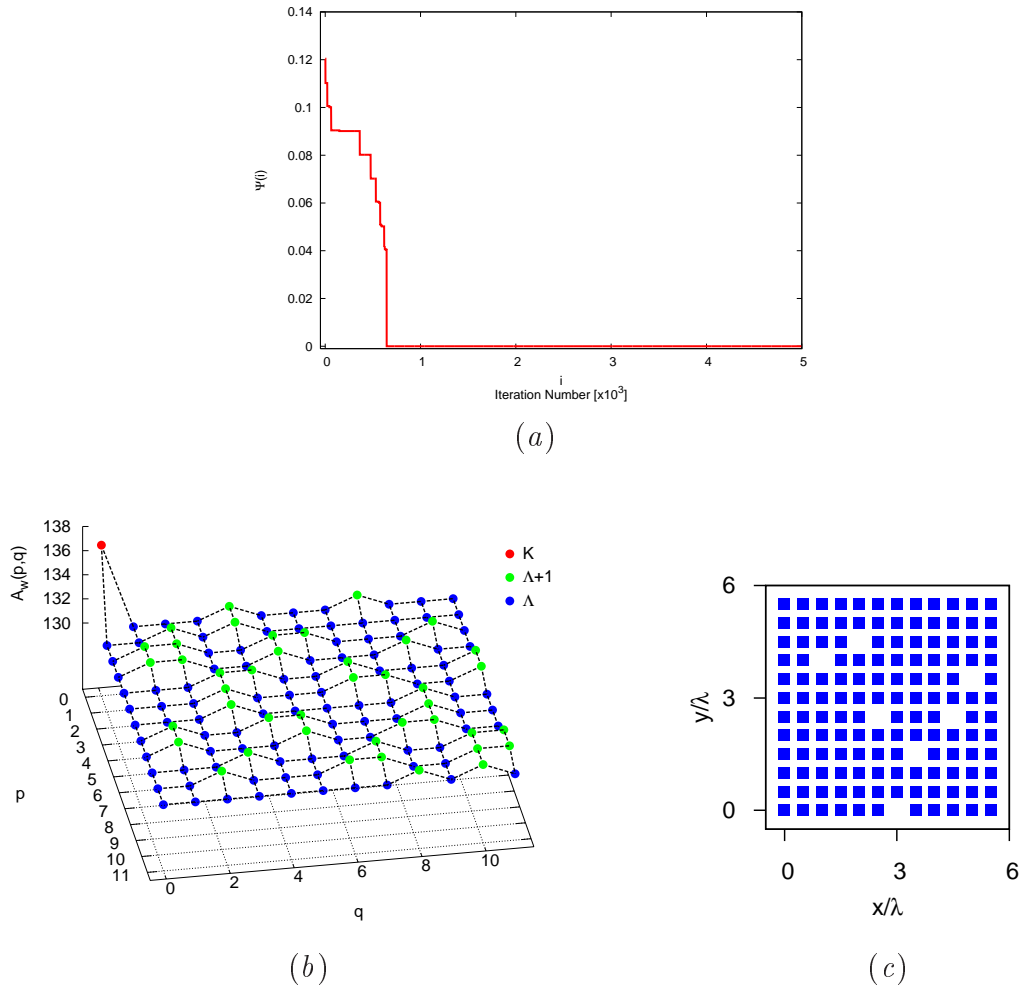 0.14
0.12
0.1
0.08
0.06
0.04
0.02
0
Ψ(i)
0 1 2 3 4 5
i
Iteration Number [x10³]
(a)
138
136
134
132
130
A_w(p,q)
K
Λ+1
Λ
0
1
2
3
4
5
6
7
8
9
10
11
p
0 2 4 6 8 10
q
(b)
6
3
0
y/λ
0 3 6
x/λ
(c)